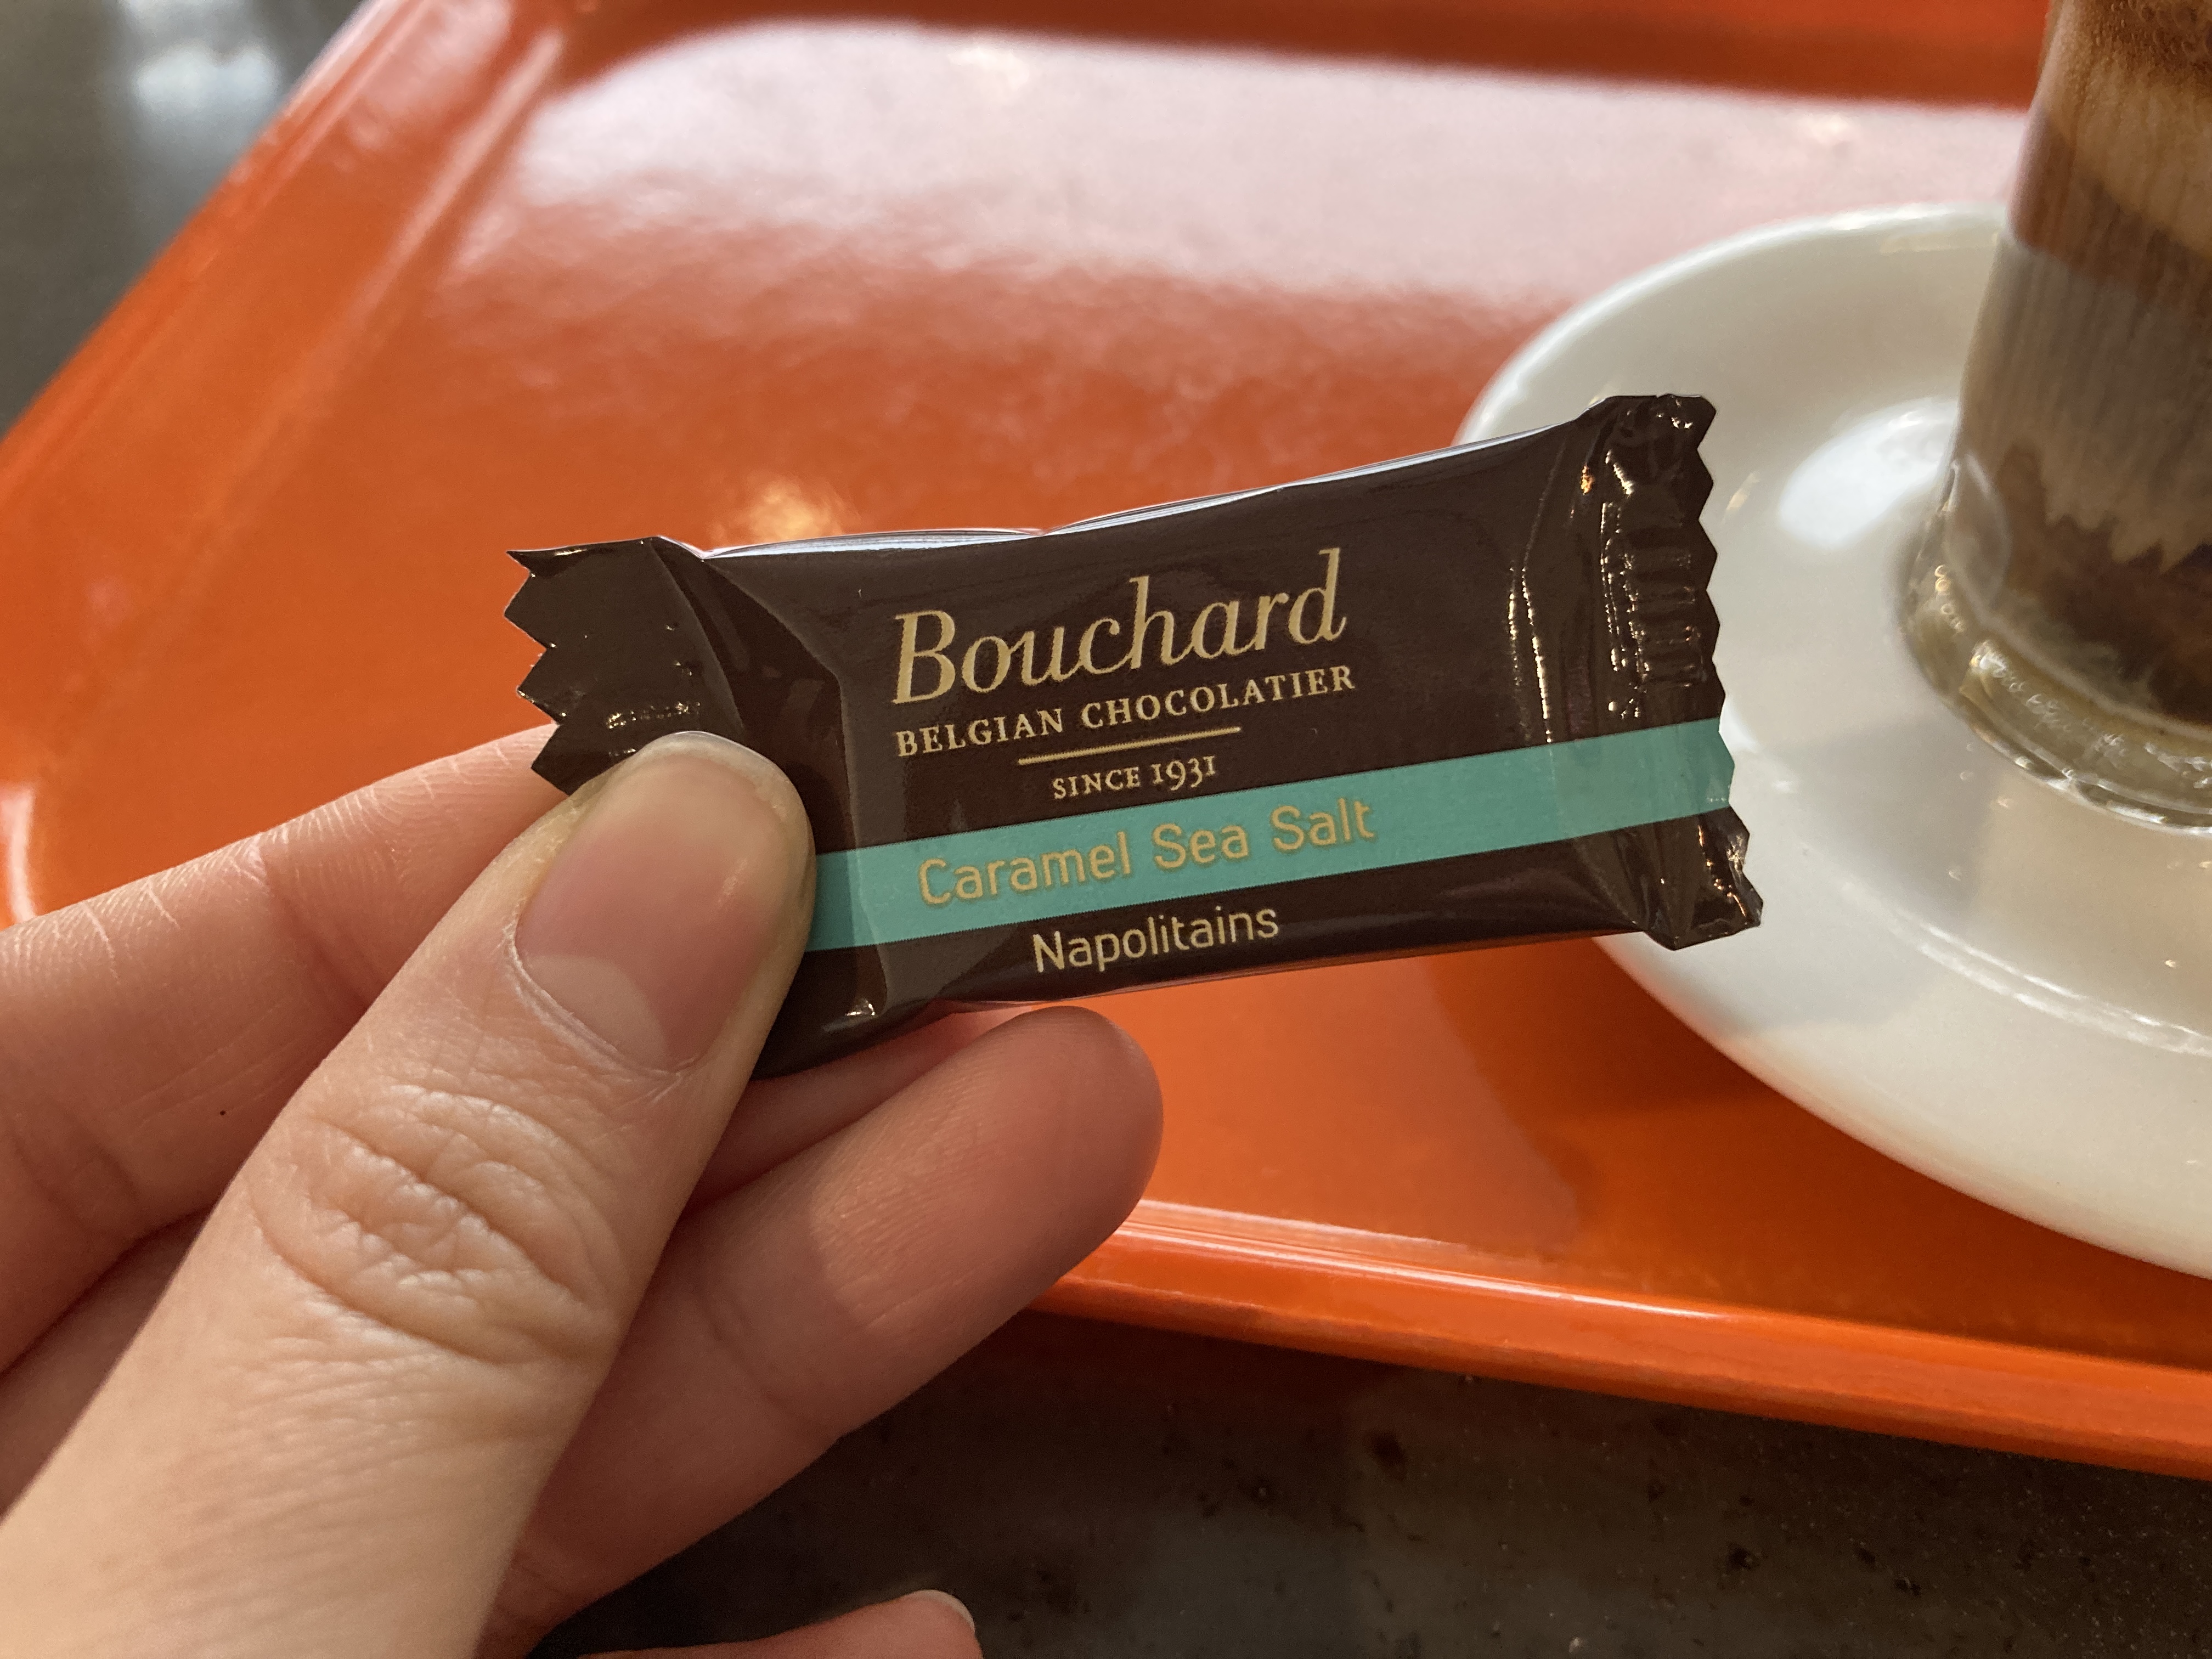 Bouchard
BELGIAN CHOCOLATIER
SINCE 1931
Caramel Sea Salt
Napolitains